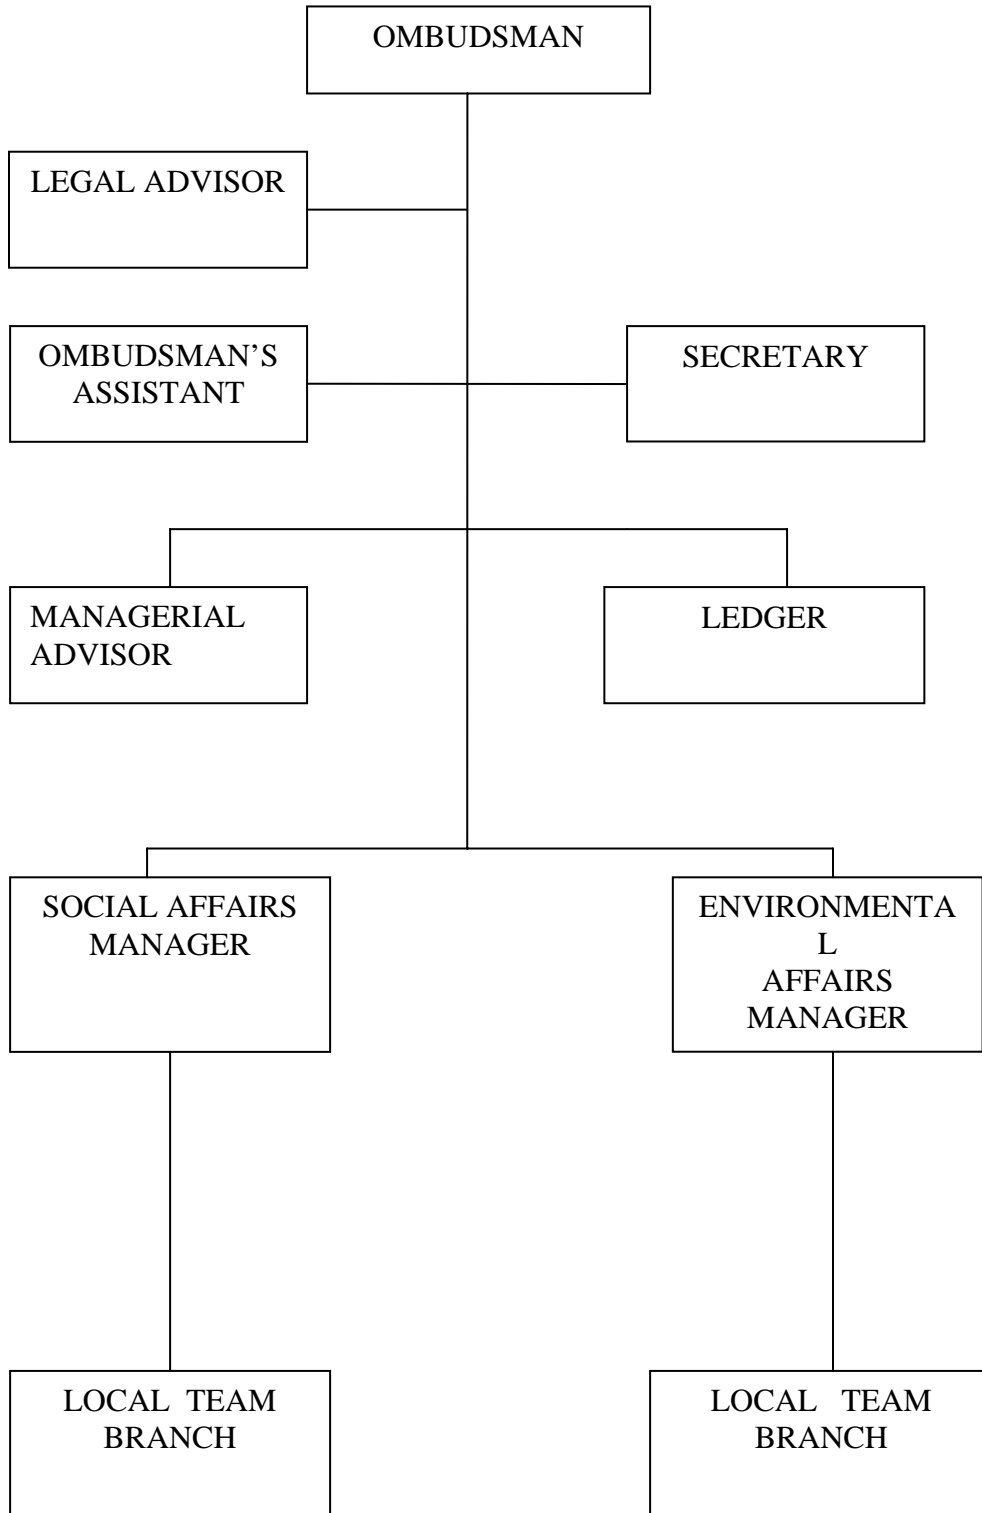 OMBUDSMAN
LEGAL ADVISOR
OMBUDSMAN’S
ASSISTANT
SECRETARY
MANAGERIAL
ADVISOR
LEDGER
SOCIAL AFFAIRS
MANAGER
ENVIRONMENTA
L
AFFAIRS
MANAGER
LOCAL TEAM
BRANCH
LOCAL TEAM
BRANCH